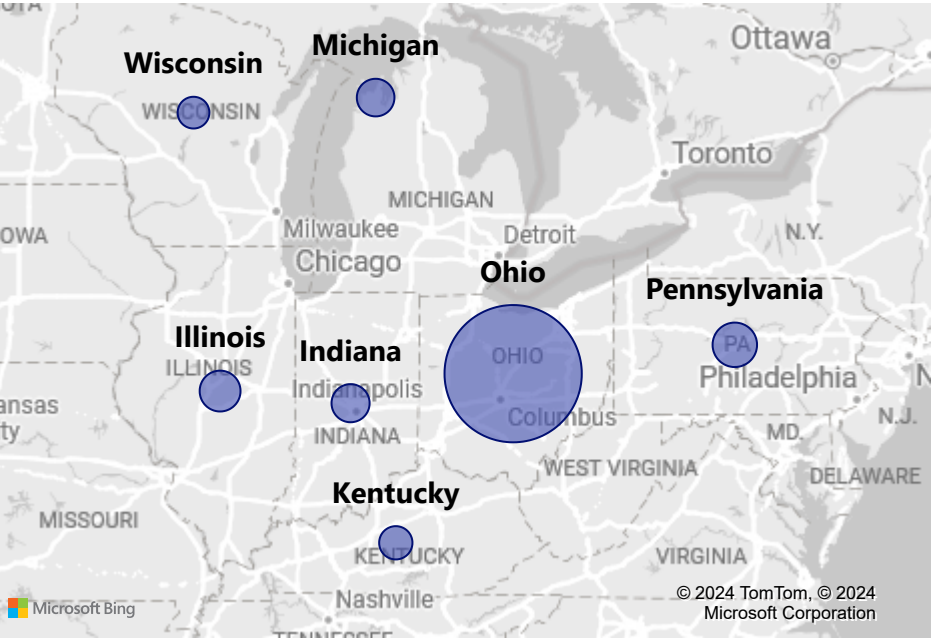 Michigan
Ottawa
Wisconsin
WISCONSIN
Toronto
MICHIGAN
Milwaukee
Detroit
N.Y.
OWA
Chicago
Ohio
Pennsylvania
Illinois
Indiana
OHIO
PA
ILLINOIS
Indianapolis
Philadelphia
N
ansas
ty
Columbus
N.J.
INDIANA
MD.
WEST VIRGINIA
DELAWARE
Kentucky
MISSOURI
KENTUCKY
VIRGINIA
Nashville
© 2024 TomTom, © 2024
Microsoft Corporation
Microsoft Bing
TENNESSEE